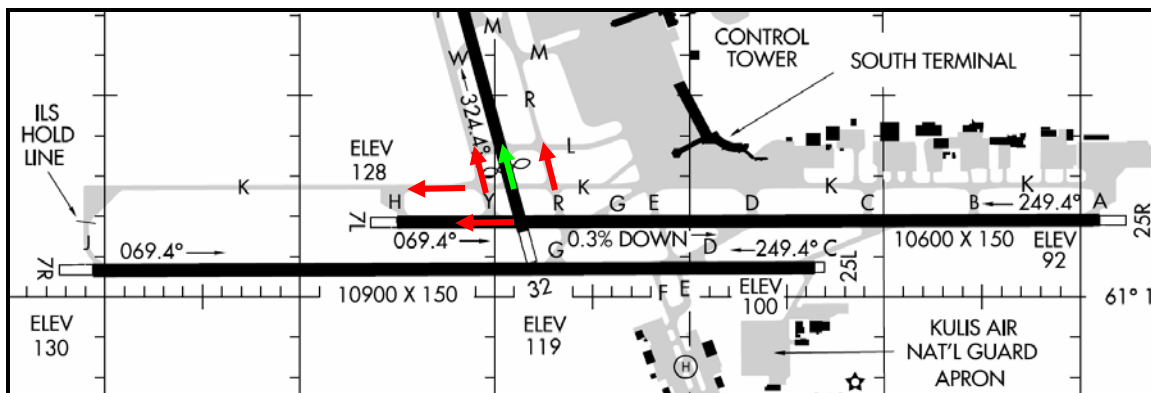 M
M
W
CONTROL
TOWER
SOUTH TERMINAL
324.4°
R
ILS
HOLD
LINE
ELEV
128
L
K
K
K
K
H
Y
R
G
E
D
C
B
249.4°
A
7L
25R
J
069.4°
069.4°
G
0.3% DOWN
D
249.4°
C
10600 X 150
ELEV
92
7R
25L
10900 X 150
32
F
E
ELEV
100
61° 1
ELEV
130
ELEV
119
KULIS AIR
NAT'L GUARD
APRON
H